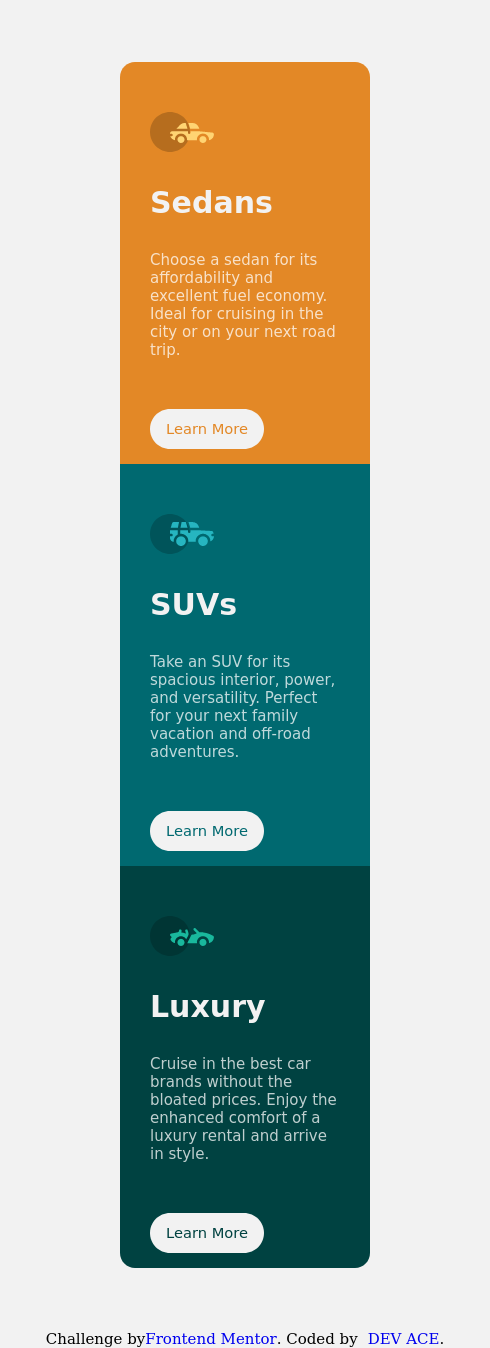 Sedans
Choose a sedan for its
affordability and
excellent fuel economy.
Ideal for cruising in the
city or on your next road
trip.
Learn More
SUVs
Take an SUV for its
spacious interior, power,
and versatility. Perfect
for your next family
vacation and off-road
adventures.
Learn More
Luxury
Cruise in the best car
brands without the
bloated prices. Enjoy the
enhanced comfort of a
luxury rental and arrive
in style.
Learn More
Challenge byFrontend Mentor. Coded by DEV ACE.